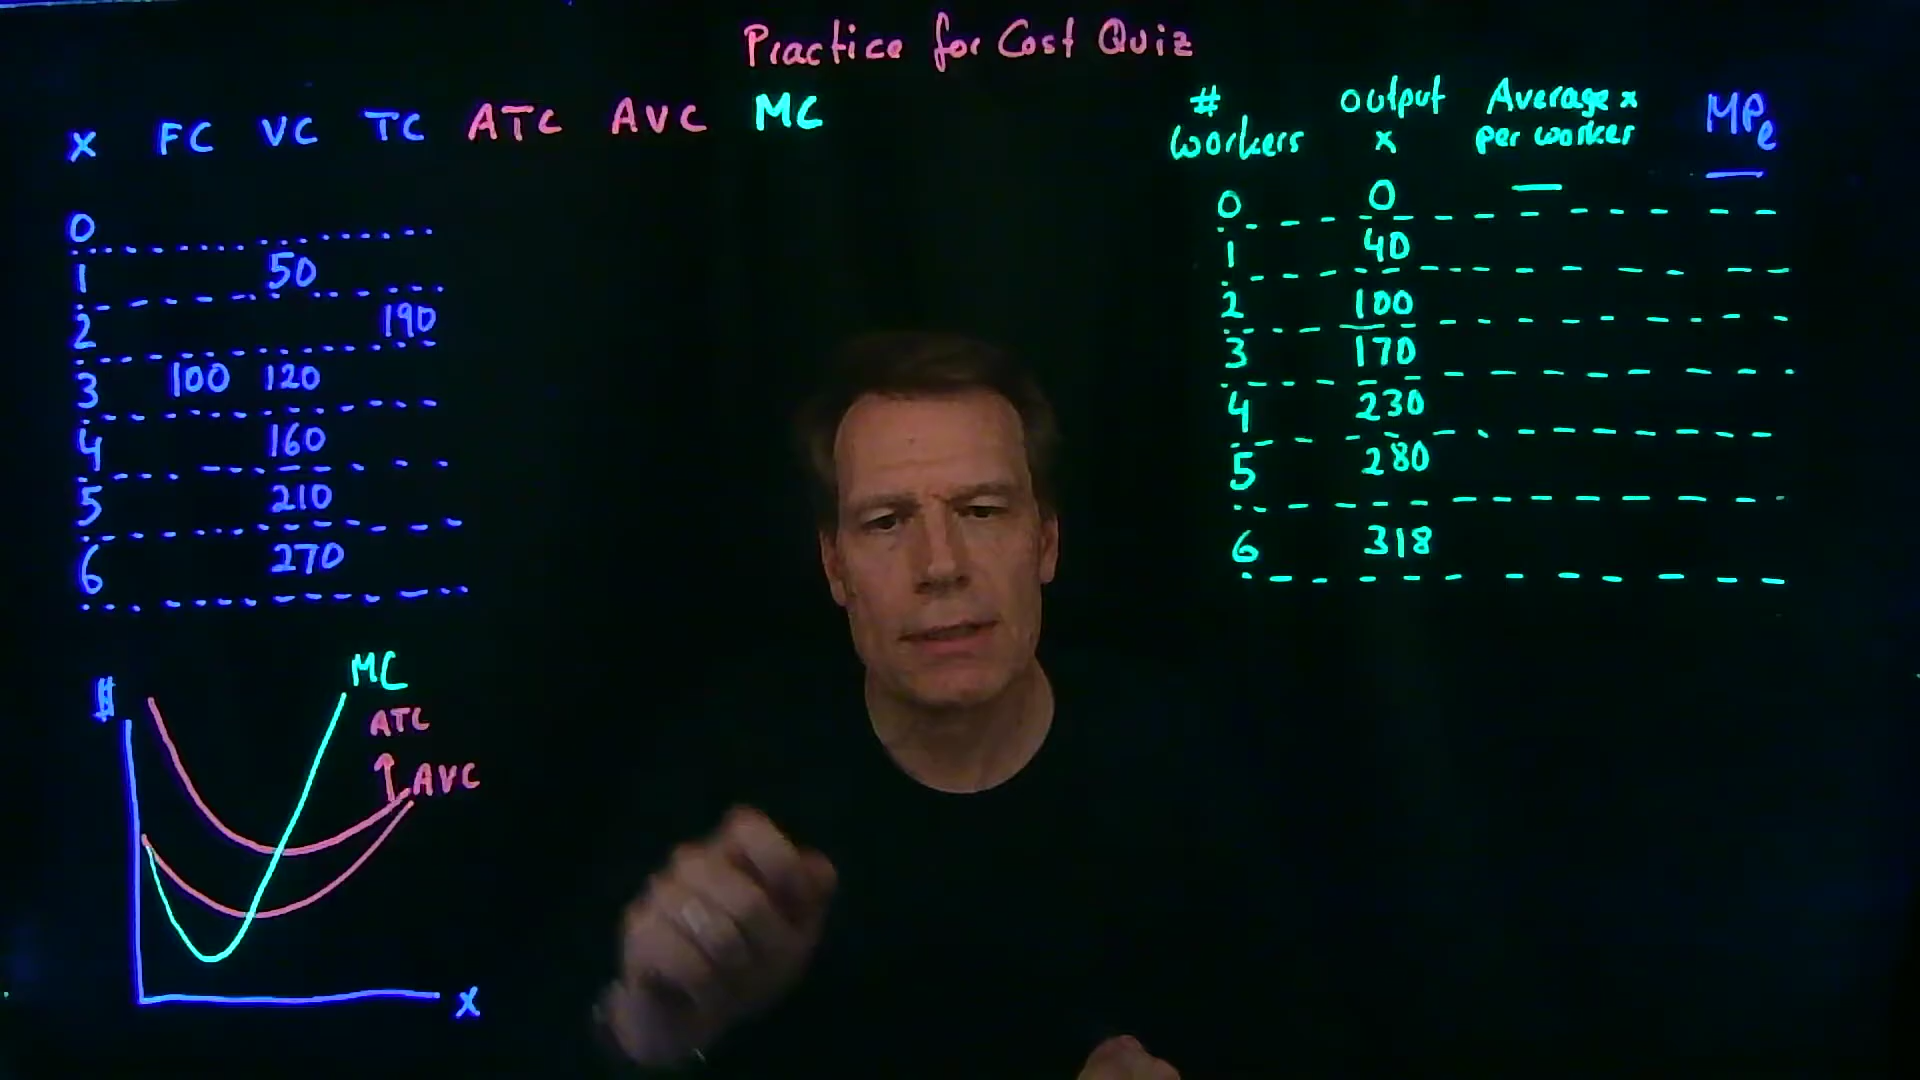 Practice for Cost Quiz
x FC VC TC ATC AVC MC
0
1 50
2 190
3 100 120
4 160
5 210
6 270
$
MC
ATC
AVC
x
# workers output x Average x per worker MPe
0 0 —
1 40
2 100
3 170
4 230
5 280
6 318